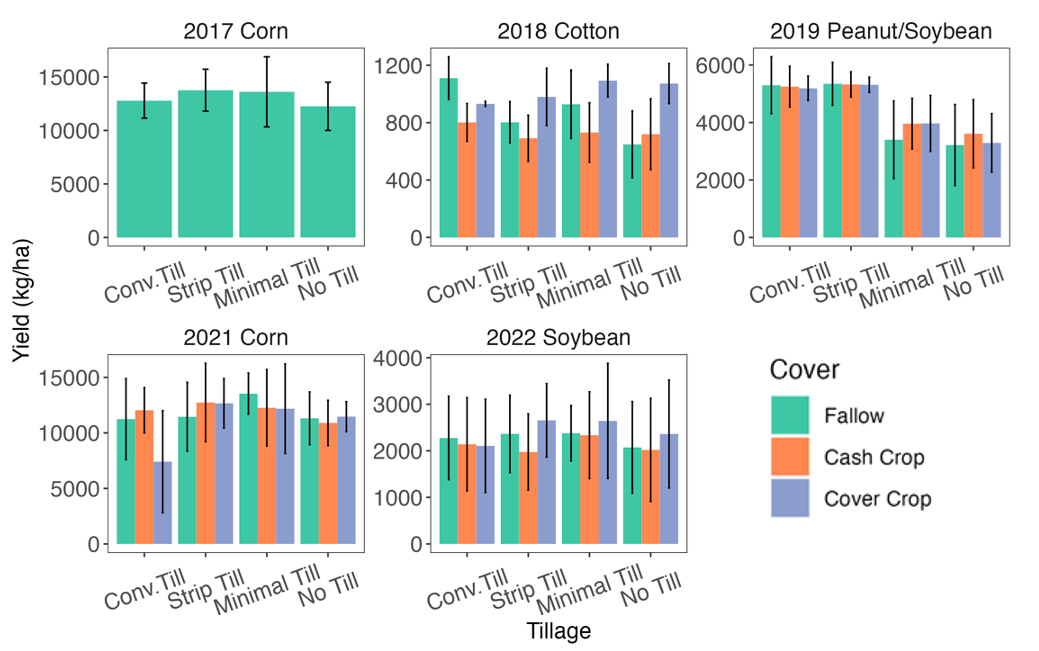 2017 Corn
2018 Cotton
2019 Peanut/Soybean
15000
10000
5000
0
1200
800
400
0
6000
4000
2000
0
Conv.Till
Strip Till
Minimal Till
No Till
Conv.Till
Strip Till
Minimal Till
No Till
Conv.Till
Strip Till
Minimal Till
No Till
Yield (kg/ha)
2021 Corn
2022 Soybean
15000
10000
5000
0
4000
3000
2000
1000
0
Conv.Till
Strip Till
Minimal Till
No Till
Conv.Till
Strip Till
Minimal Till
No Till
Tillage
Cover
Fallow
Cash Crop
Cover Crop